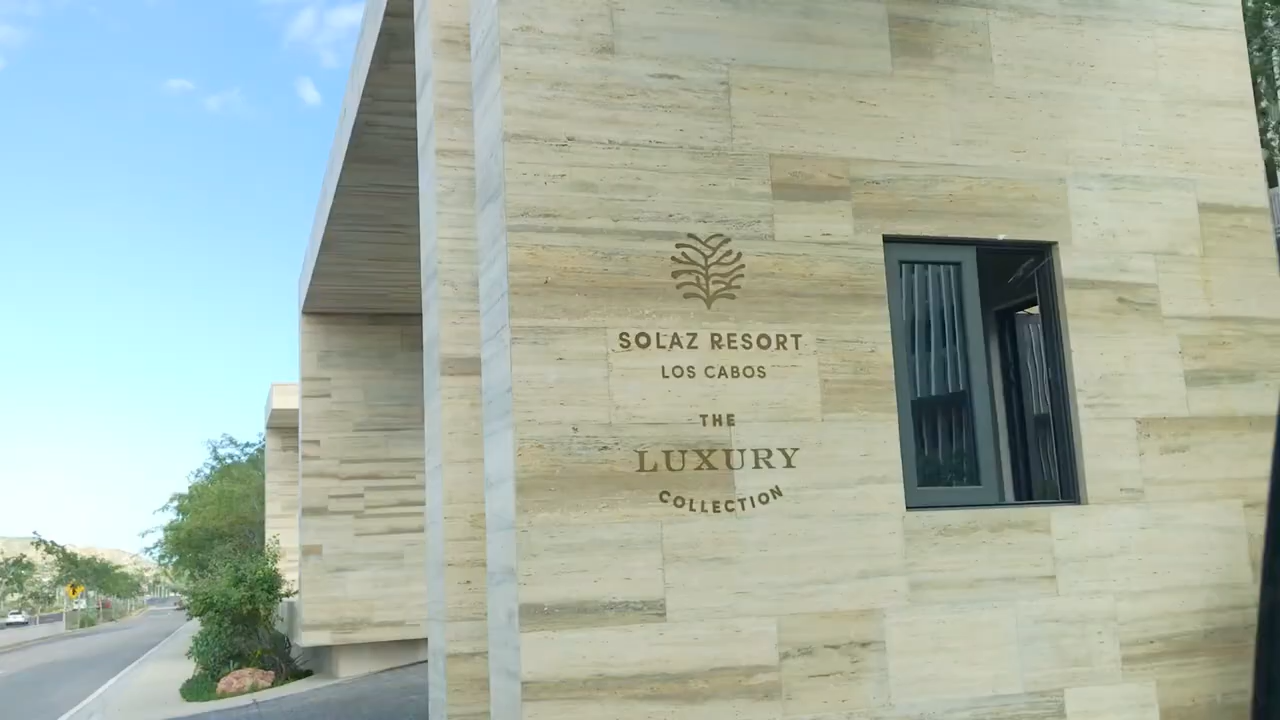 SOLAZ RESORT
LOS CABOS
THE
LUXURY
COLLECTION